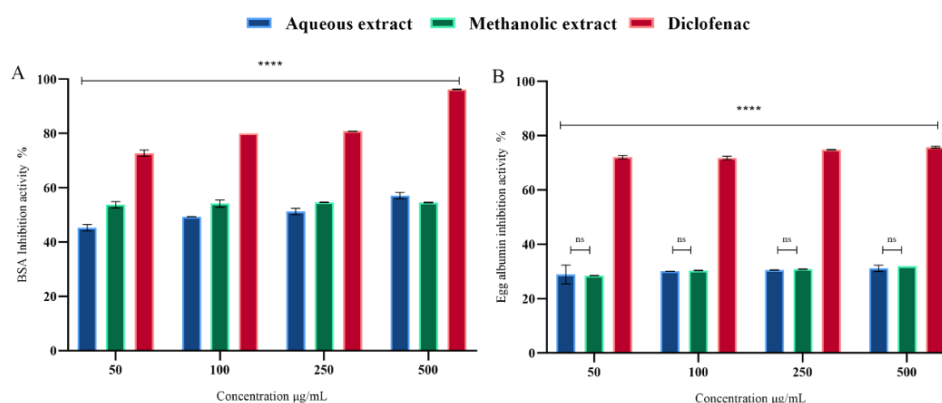 Aqueous extract Methanolic extract Diclofenac
A
****
BSA Inhibition activity %
100
80
60
40
20
0
50 100 250 500
Concentration µg/mL
B
****
Egg albumin inhibition activity %
100
80
60
40
20
0
ns ns ns ns
50 100 250 500
Concentration µg/mL